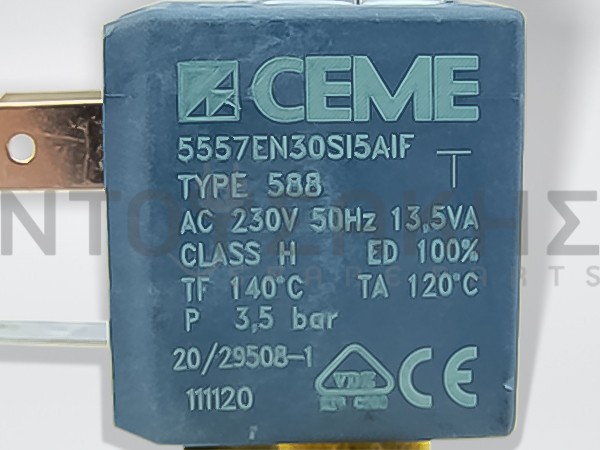 CEME
5557EN30SI5AIF
TYPE 588
AC 230V 50Hz 13,5VA
CLASS H ED 100%
TF 140°C TA 120°C
P 3,5 bar
20/29508-1
111120
VDE
CE